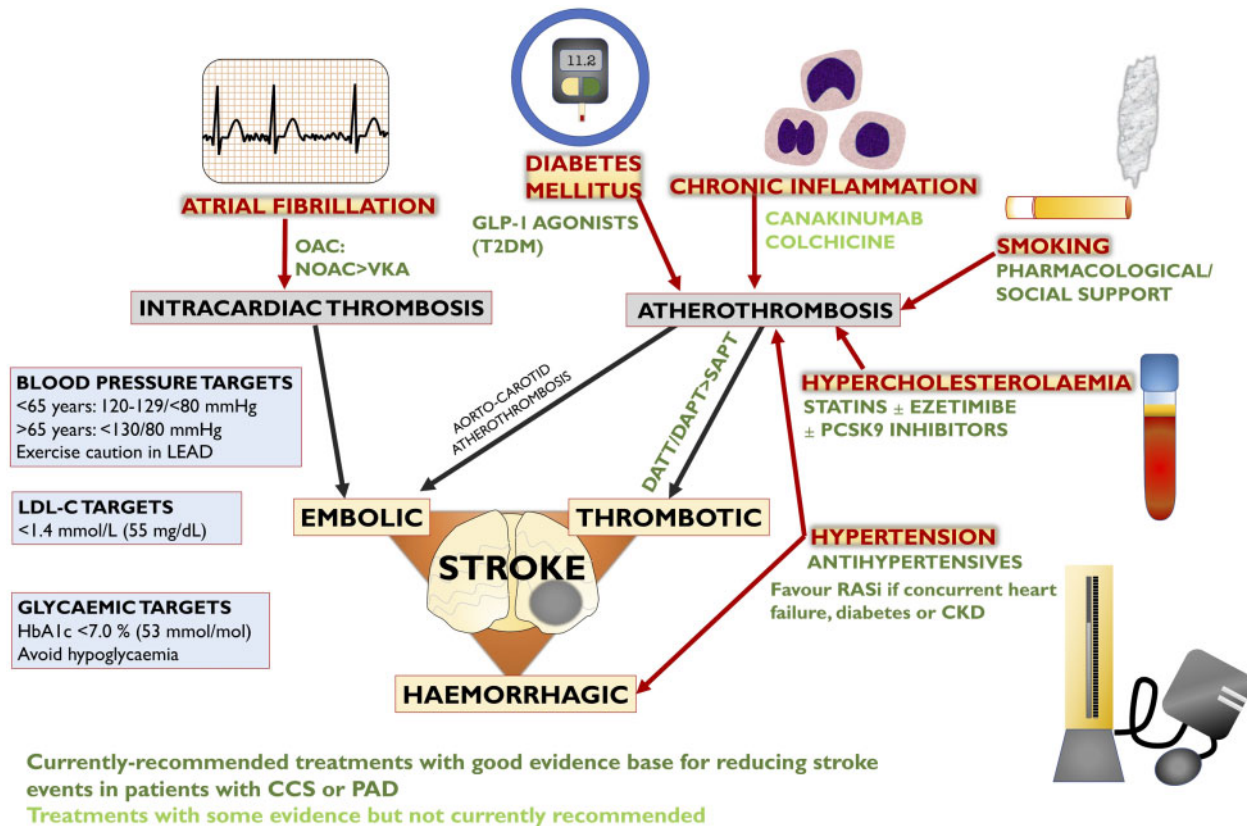 11.2
ATRIAL FIBRILLATION
OAC:
NOAC>VKA
INTRACARDIAC THROMBOSIS
DIABETES
MELLITUS
GLP-1 AGONISTS
(T2DM)
CHRONIC INFLAMMATION
CANAKINUMAB
COLCHICINE
SMOKING
PHARMACOLOGICAL/
SOCIAL SUPPORT
ATHEROTHROMBOSIS
HYPERCHOLESTEROLAEMIA
STATINS ± EZETIMIBE
± PCSK9 INHIBITORS
AORTO-CAROTID
ATHEROTHROMBOSIS
DATT/DAPT>SAPT
BLOOD PRESSURE TARGETS
<65 years: 120-129/<80 mmHg
>65 years: <130/80 mmHg
Exercise caution in LEAD
LDL-C TARGETS
<1.4 mmol/L (55 mg/dL)
GLYCAEMIC TARGETS
HbA1c <7.0 % (53 mmol/mol)
Avoid hypoglycaemia
EMBOLIC
THROMBOTIC
STROKE
HAEMORRHAGIC
HYPERTENSION
ANTIHYPERTENSIVES
Favour RASi if concurrent heart
failure, diabetes or CKD
Currently-recommended treatments with good evidence base for reducing stroke
events in patients with CCS or PAD
Treatments with some evidence but not currently recommended